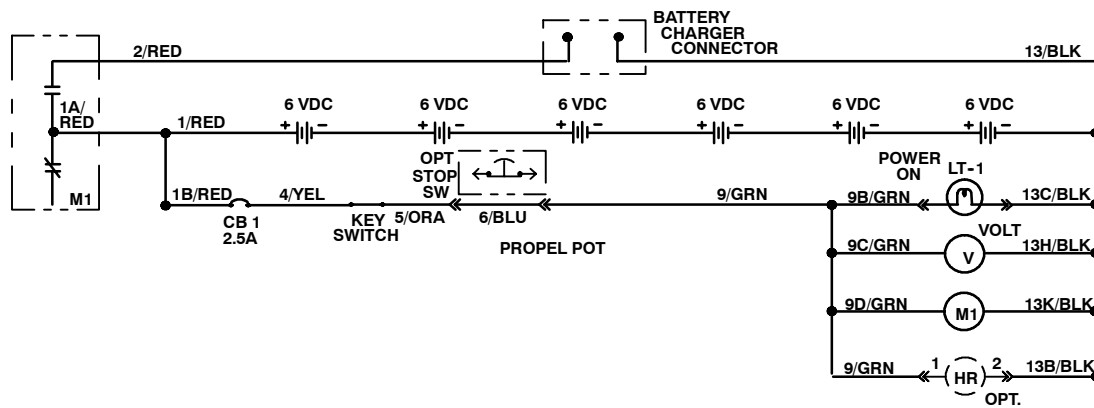 BATTERY
CHARGER
CONNECTOR
2/RED
13/BLK
1A/
RED
1/RED
6 VDC
6 VDC
6 VDC
6 VDC
6 VDC
6 VDC
+ -
+ -
+ -
+ -
+ -
+ -
M1
1B/RED
CB 1
2.5A
4/YEL
KEY
SWITCH
5/ORA
OPT
STOP
SW
6/BLU
PROPEL POT
9/GRN
POWER
ON
LT-1
9B/GRN
13C/BLK
VOLT
9C/GRN
V
13H/BLK
9D/GRN
M1
13K/BLK
9/GRN
1
HR
2
13B/BLK
OPT.